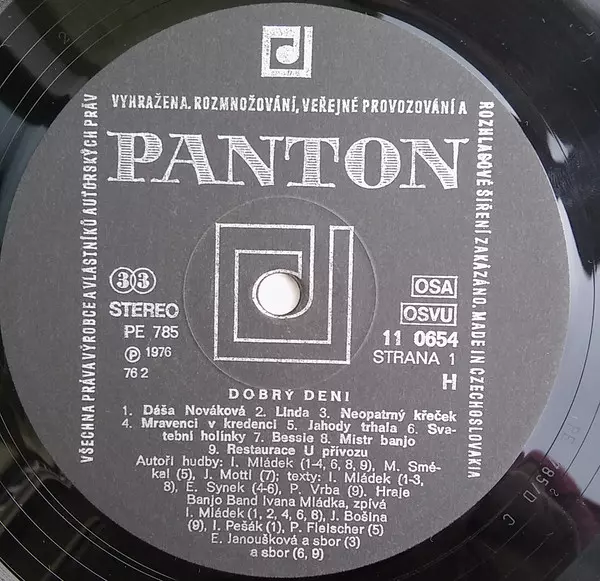 VYHRAŽENA. ROZMNOŽOVÁNÍ, VEŘEJNÉ PROVOZOVÁNÍ A
ROZHLASOVÉ ŠÍŘENÍ ZAKÁZÁNO. MADE IN CZECHOSLOVAKIA
VŠECHNA PRÁVA VÝROBCE A VLASTNÍKŮ AUTORSKÝCH PRÁV
PANTON
33
STEREO
PE 785
Ⓟ 1976
76 2
OSA
OSVU
11 0654
STRANA 1
H
DOBRÝ DEN!
1. Dáša Nováková 2. Linda 3. Neopatrný křeček
4. Mravenci v kredenci 5. Jahody trhala 6. Sva-
tební holínky 7. Bessie 8. Mistr banjo
9. Restaurace U přívozu
Autoři hudby: I. Mládek (1-4, 6, 8, 9), M. Smé-
kal (5), J. Mottl (7); texty: I. Mládek (1-3,
8), E. Synek (4-6), P. Vrba (9). Hraje
Banjo Band Ivana Mládka, zpívá
I. Mládek (1, 2, 4, 6, 8), J. Bošina
(9), I. Pešák (1), P. Fleischer (5)
E. Janoušková a sbor (3)
a sbor (6, 9)